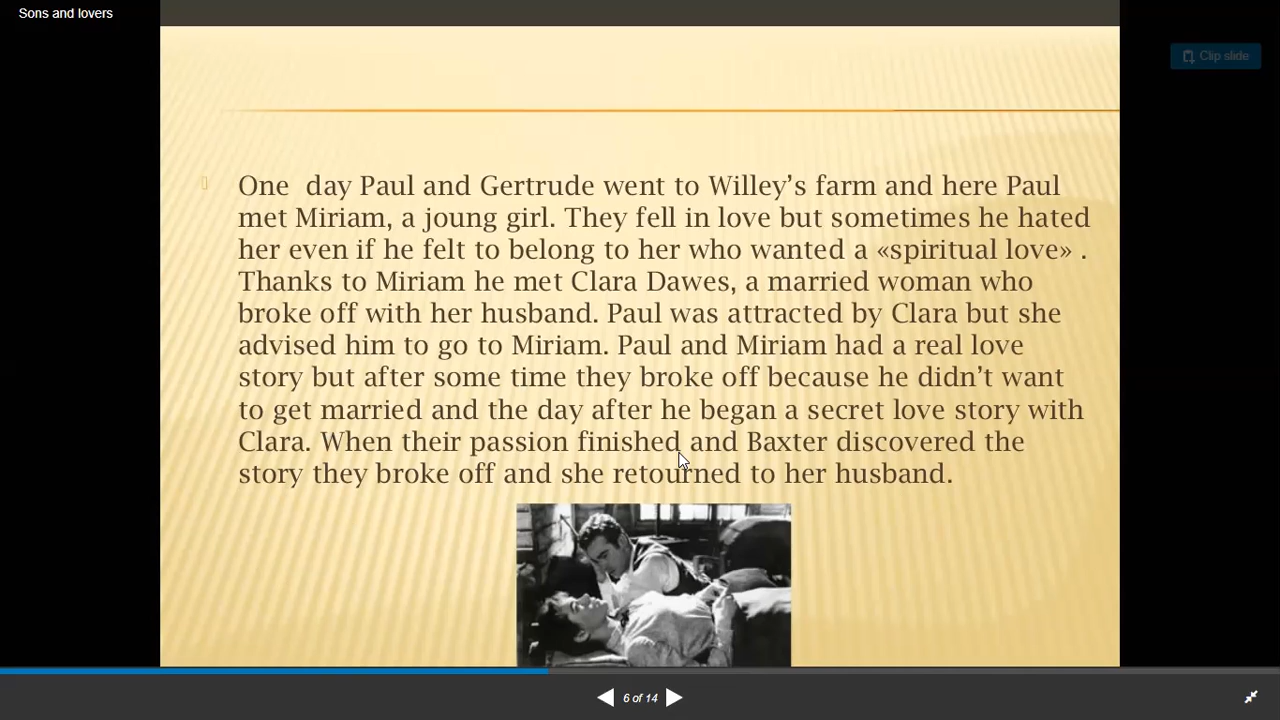 Sons and lovers
Clip slide
One day Paul and Gertrude went to Willey’s farm and here Paul
met Miriam, a joung girl. They fell in love but sometimes he hated
her even if he felt to belong to her who wanted a «spiritual love» .
Thanks to Miriam he met Clara Dawes, a married woman who
broke off with her husband. Paul was attracted by Clara but she
advised him to go to Miriam. Paul and Miriam had a real love
story but after some time they broke off because he didn’t want
to get married and the day after he began a secret love story with
Clara. When their passion finished and Baxter discovered the
story they broke off and she retourned to her husband.
6 of 14